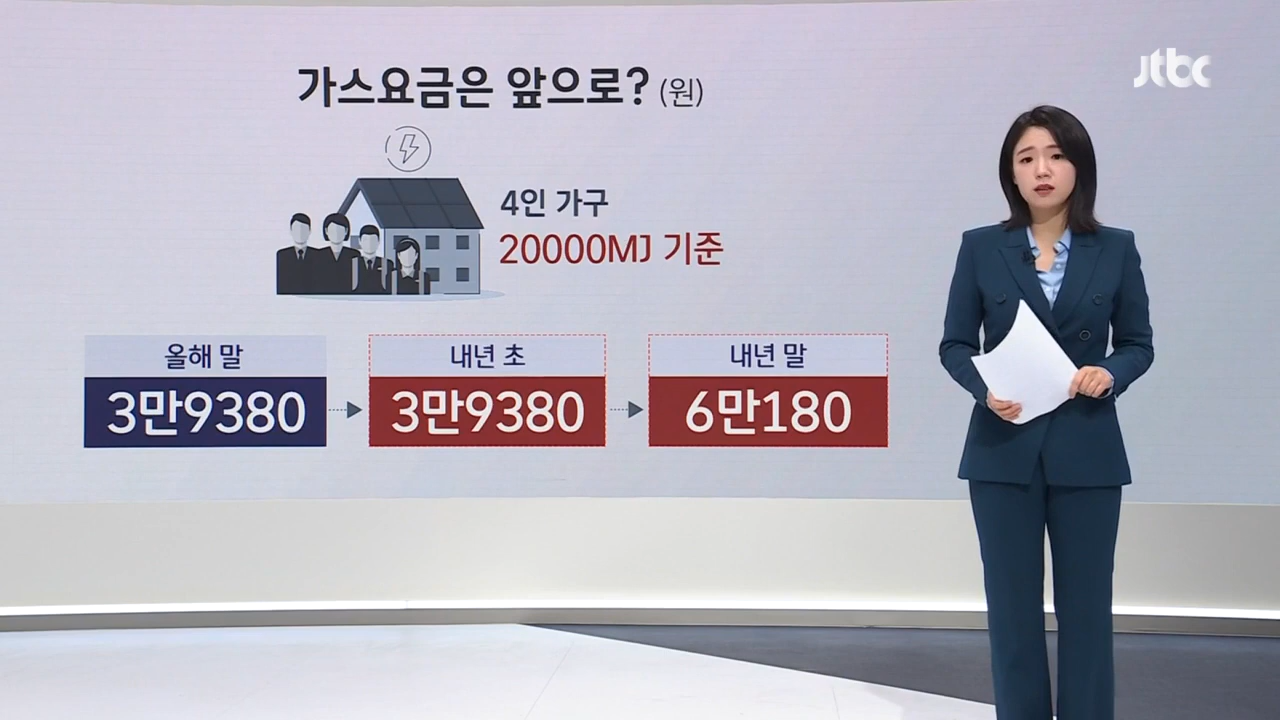 jtbc
가스요금은 앞으로? (원)
4인 가구
20000MJ 기준
올해 말
3만9380
내년 초
3만9380
내년 말
6만180